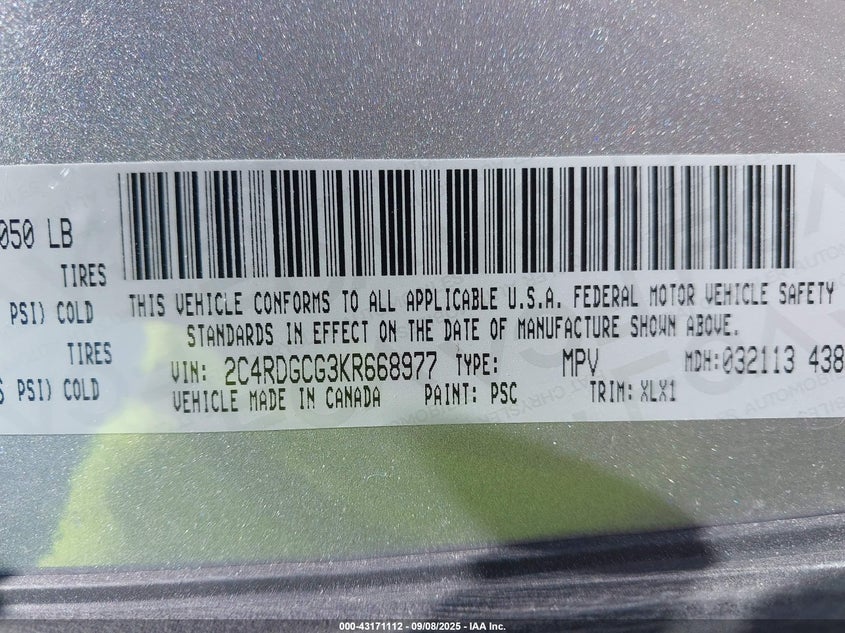 050 LB
TIRES
PSI) COLD
TIRES
PSI) COLD
THIS VEHICLE CONFORMS TO ALL APPLICABLE U.S.A. FEDERAL MOTOR VEHICLE SAFETY
STANDARDS IN EFFECT ON THE DATE OF MANUFACTURE SHOWN ABOVE.
VIN: 2C4RDGCG3KR668977 TYPE: MPV MDH:032113 438
VEHICLE MADE IN CANADA PAINT: PSC TRIM: XLX1
000-43171112 - 09/08/2025 - IAA Inc.